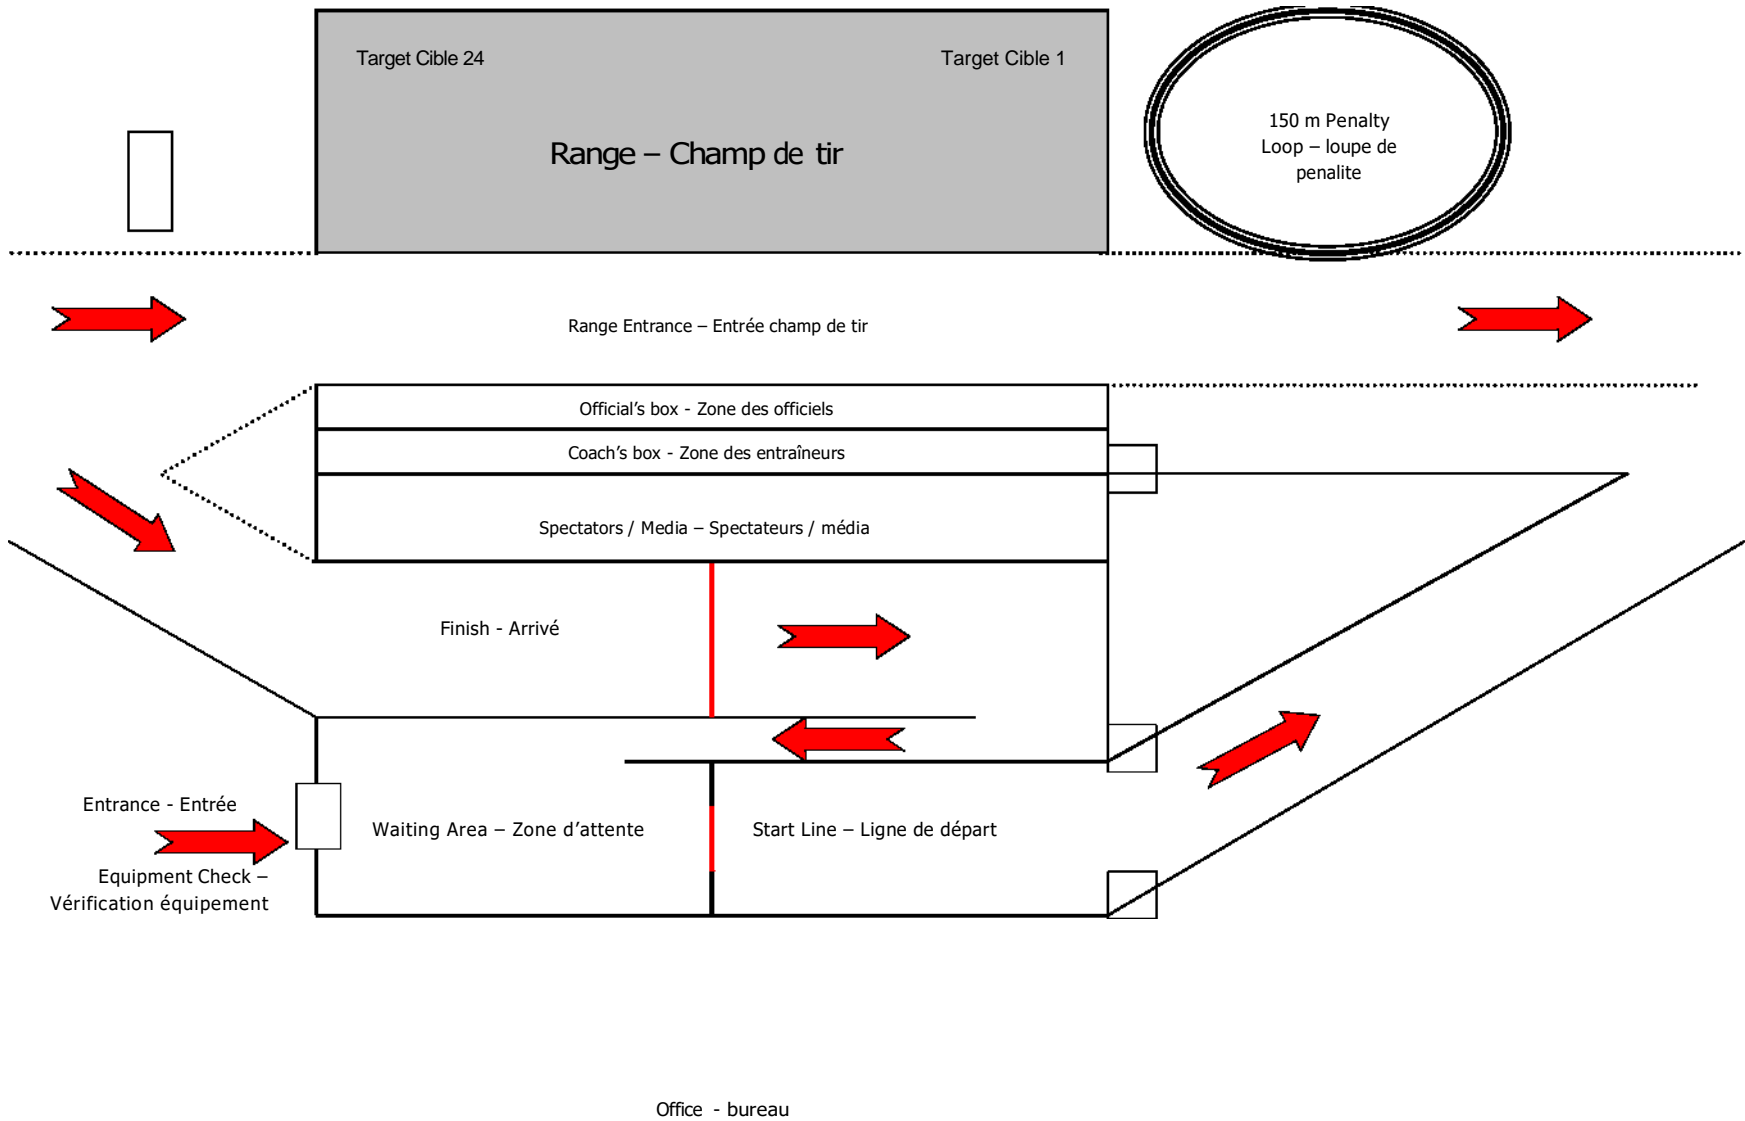 Target Cible 24
Target Cible 1
Range – Champ de tir
150 m Penalty
Loop – loupe de
penalite
Range Entrance – Entrée champ de tir
Official's box - Zone des officiels
Coach's box - Zone des entraîneurs
Spectators / Media – Spectateurs / média
Finish - Arrivé
Entrance - Entrée
Waiting Area – Zone d'attente
Start Line – Ligne de départ
Equipment Check –
Vérification équipement
Office - bureau